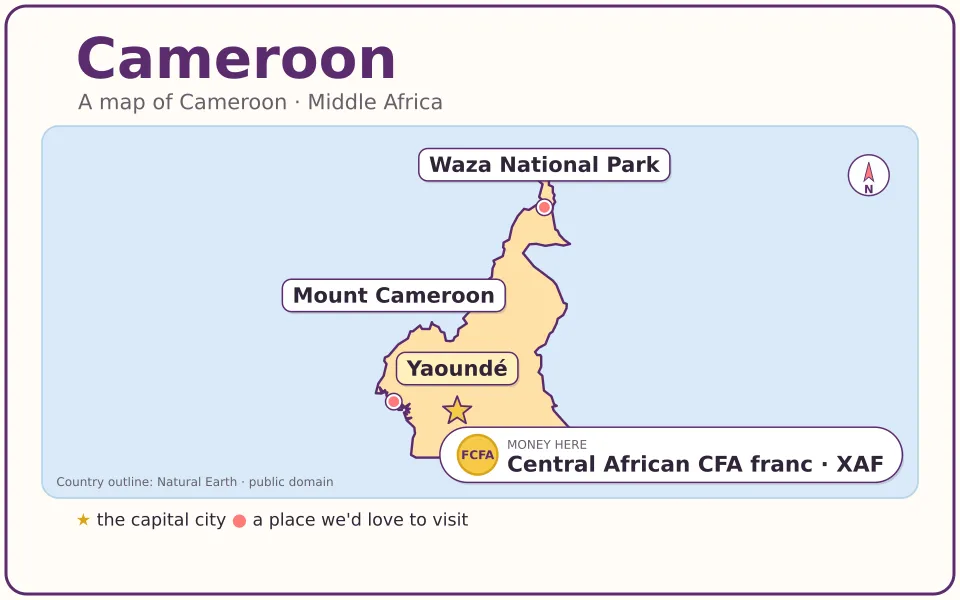 Cameroon
A map of Cameroon · Middle Africa
Waza National Park
N
Mount Cameroon
Yaoundé
FCFA
MONEY HERE
Central African CFA franc · XAF
Country outline: Natural Earth · public domain
★ the capital city ● a place we'd love to visit